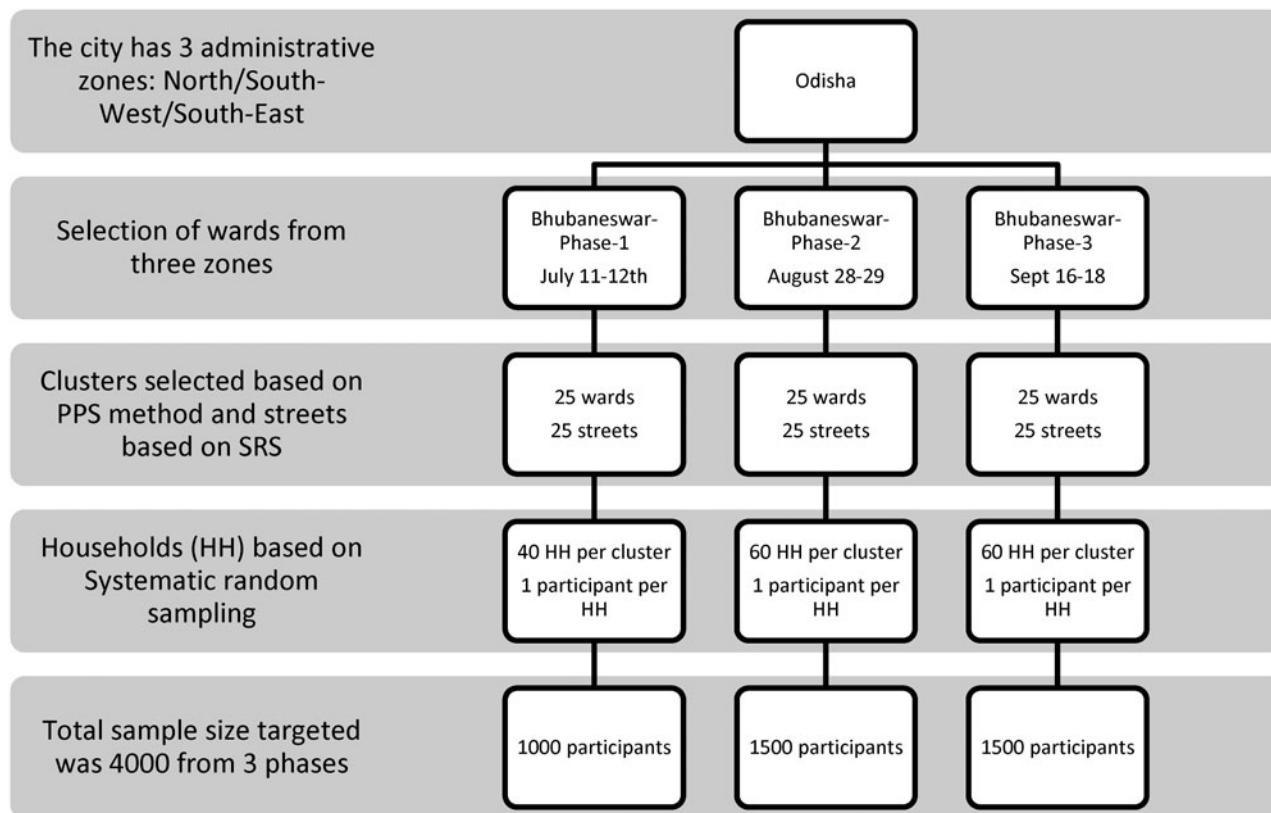 The city has 3 administrative
zones: North/South-
West/South-East
Odisha
Selection of wards from
three zones
Bhubaneswar-
Phase-1
July 11-12th
Bhubaneswar-
Phase-2
August 28-29
Bhubaneswar-
Phase-3
Sept 16-18
Clusters selected based on
PPS method and streets
based on SRS
25 wards
25 streets
25 wards
25 streets
25 wards
25 streets
Households (HH) based on
Systematic random
sampling
40 HH per cluster
1 participant per
HH
60 HH per cluster
1 participant per
HH
60 HH per cluster
1 participant per
HH
Total sample size targeted
was 4000 from 3 phases
1000 participants
1500 participants
1500 participants